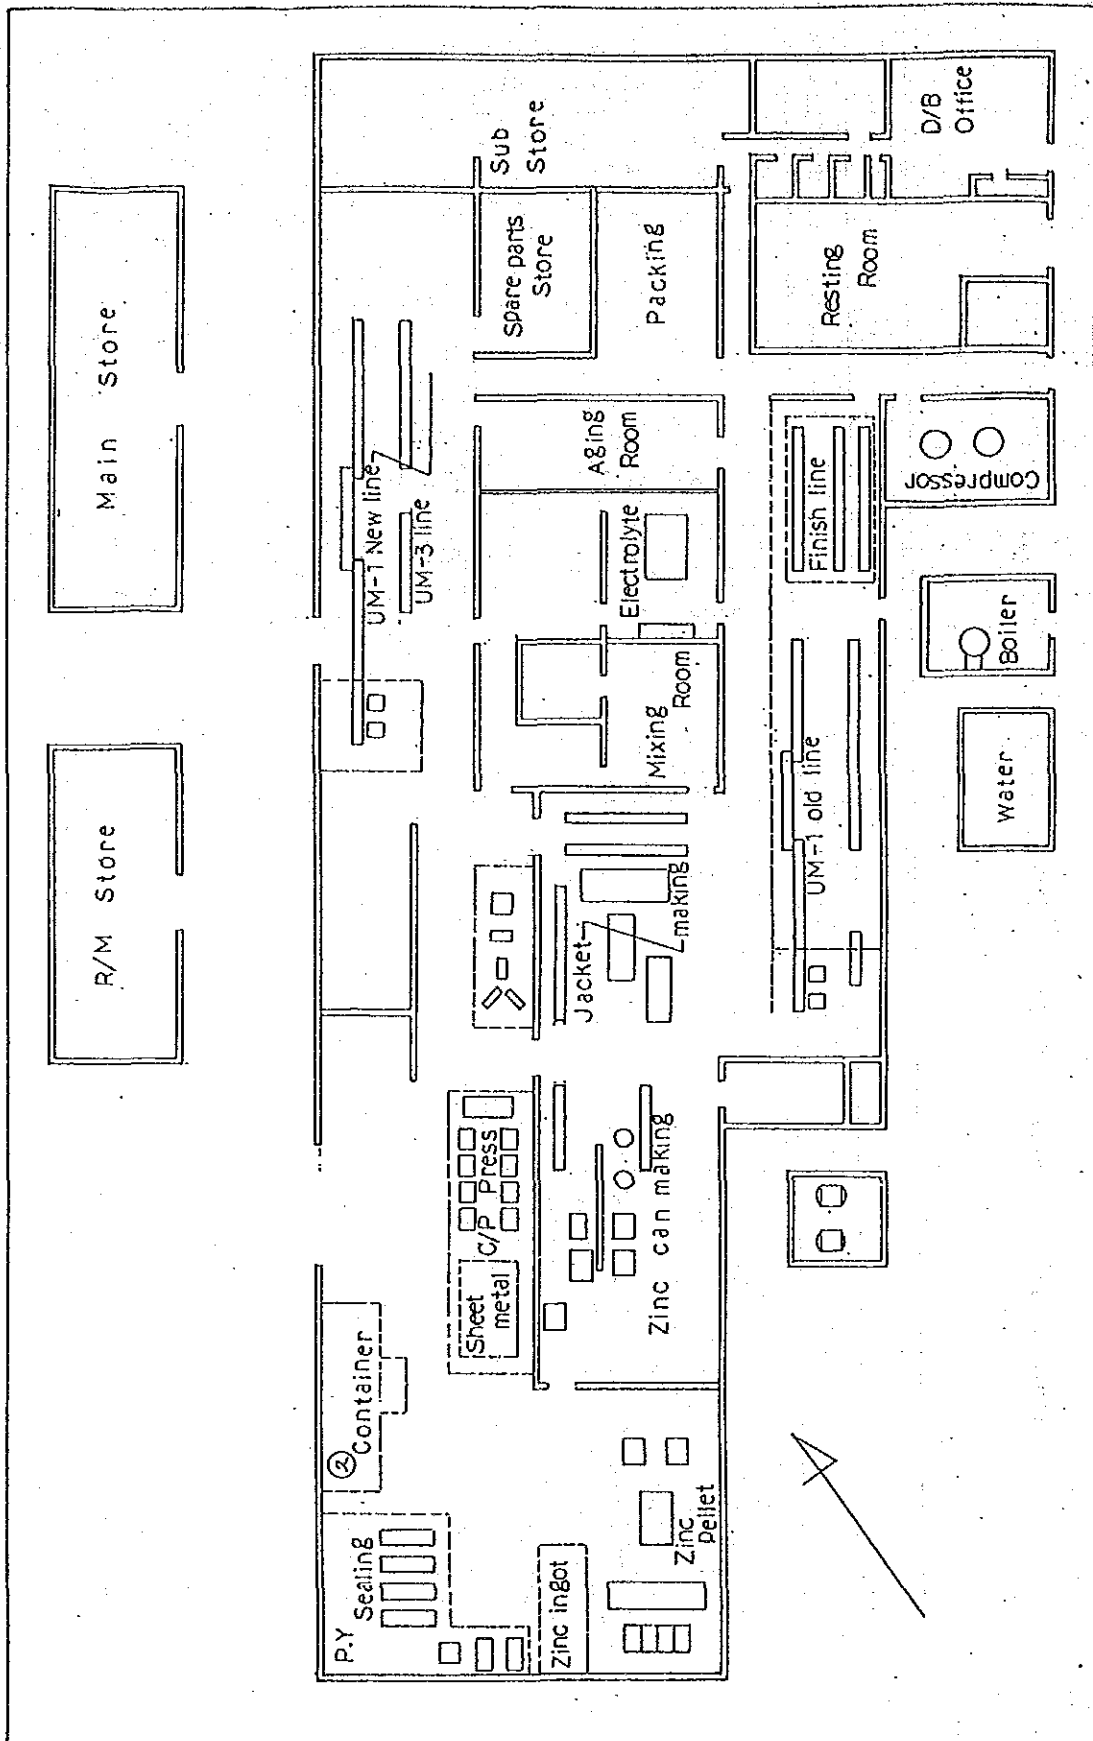 R/M Store
Main Store
P.Y
Sealing
② Container
Sheet
metal
C/P Press
UM-1 New line
UM-3 line
Sub
Store
Spare parts
Store
Packing
Aging
Room
Electrolyte
Mixing
Room
Jacket
making
Zinc can making
Zinc ingot
Zinc
pellet
UM-1 old line
Finish line
Resting
Room
D/B
Office
Compressor
Boiler
Water